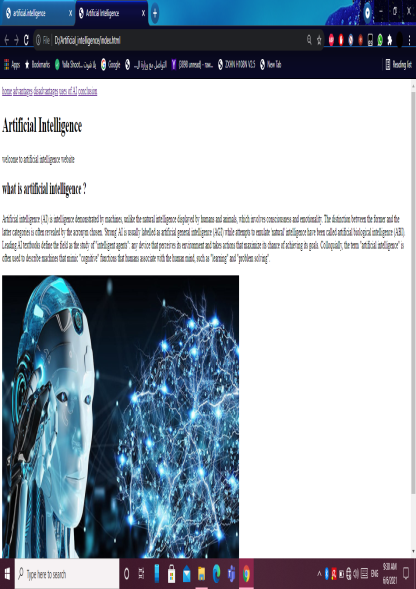 artificial intelligence
Artificial Intelligence
File | D:/Artificial_intelligence/index.html
Apps Bookmarks Yalla Shoot... يلا شوت Google (3898 unread) - raw... ZXHN H108N V2.5 New Tab Reading list
home advantages disadvantages uses of AI conclusion
Artificial Intelligence
welcome to artificial intelligence website
what is artificial intelligence ?
Artificial intelligence (AI) is intelligence demonstrated by machines, unlike the natural intelligence displayed by humans and animals, which involves consciousness and emotionality. The distinction between the former and the
latter categories is often revealed by the acronym chosen. 'Strong' AI is usually labelled as artificial general intelligence (AGI) while attempts to emulate 'natural' intelligence have been called artificial biological intelligence (ABI).
Leading AI textbooks define the field as the study of "intelligent agents": any device that perceives its environment and takes actions that maximize its chance of achieving its goals. Colloquially, the term "artificial intelligence" is
often used to describe machines that mimic "cognitive" functions that humans associate with the human mind, such as "learning" and "problem solving".
Type here to search
ENG
9:38 AM
6/6/2021